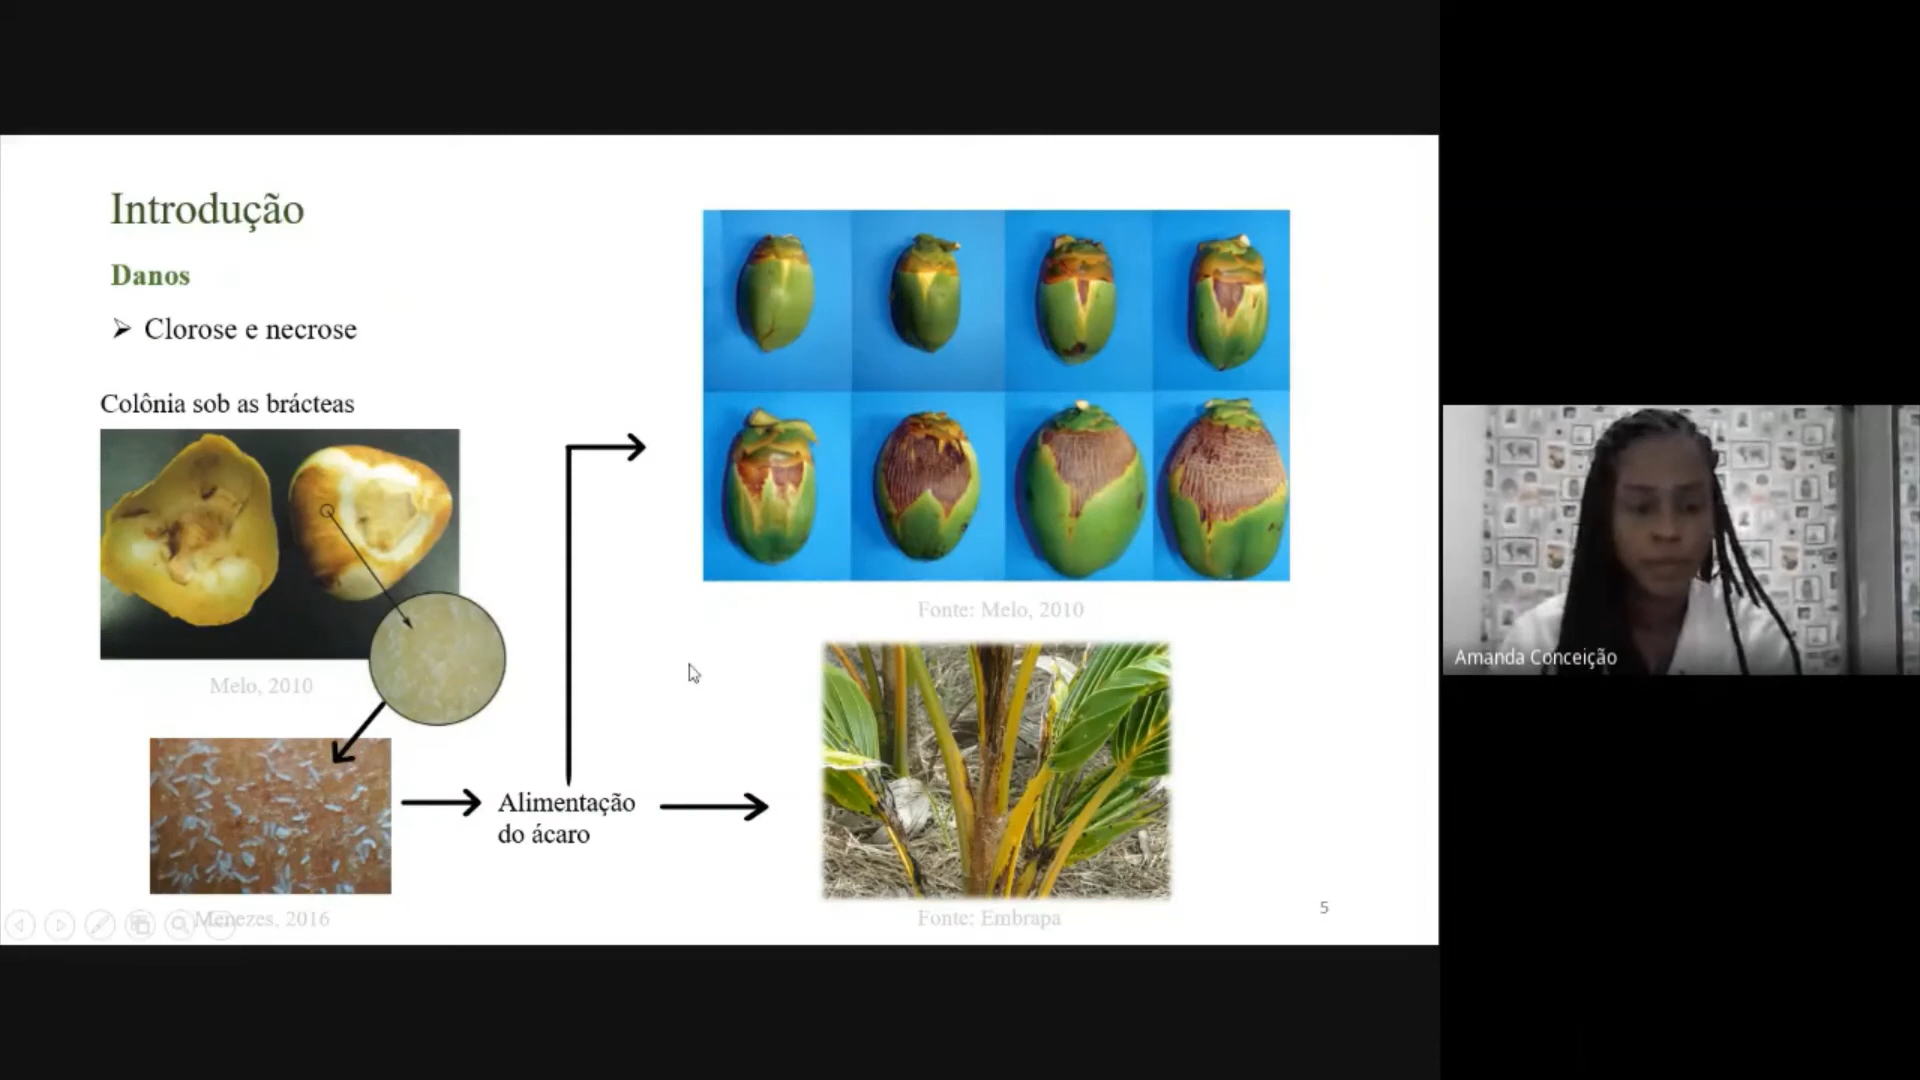 Introdução
Danos
Clorose e necrose
Colônia sob as brácteas
Melo, 2010
Menezes, 2016
Alimentação
do ácaro
Fonte: Melo, 2010
Fonte: Embrapa
5
Amanda Conceição